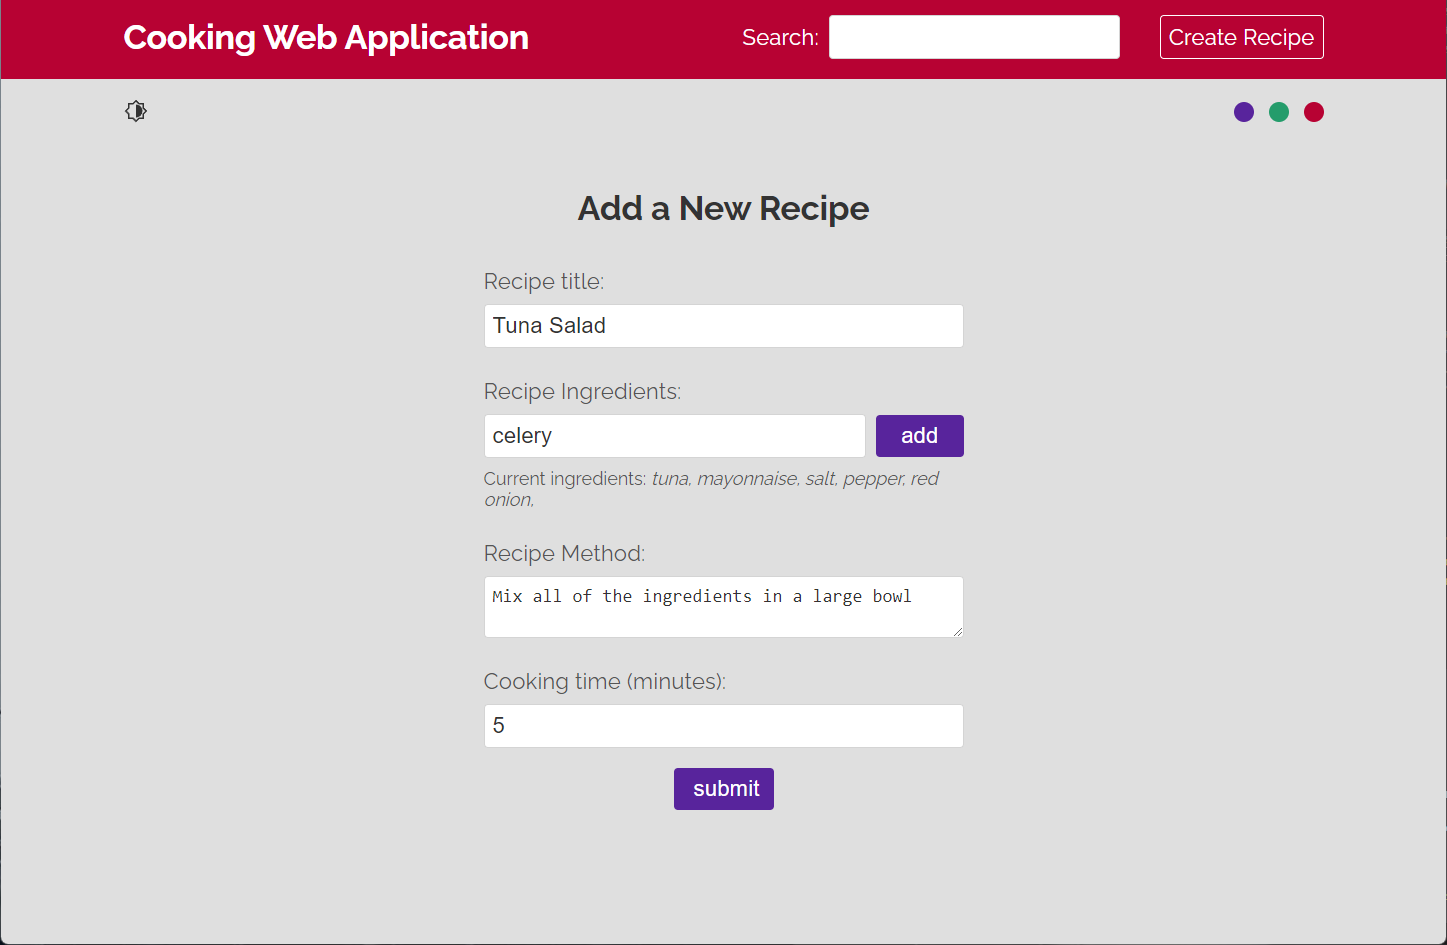 Cooking Web Application
Search:
Create Recipe
Add a New Recipe
Recipe title:
Tuna Salad
Recipe Ingredients:
celery
add
Current ingredients: tuna, mayonnaise, salt, pepper, red
onion,
Recipe Method:
Mix all of the ingredients in a large bowl
Cooking time (minutes):
5
submit